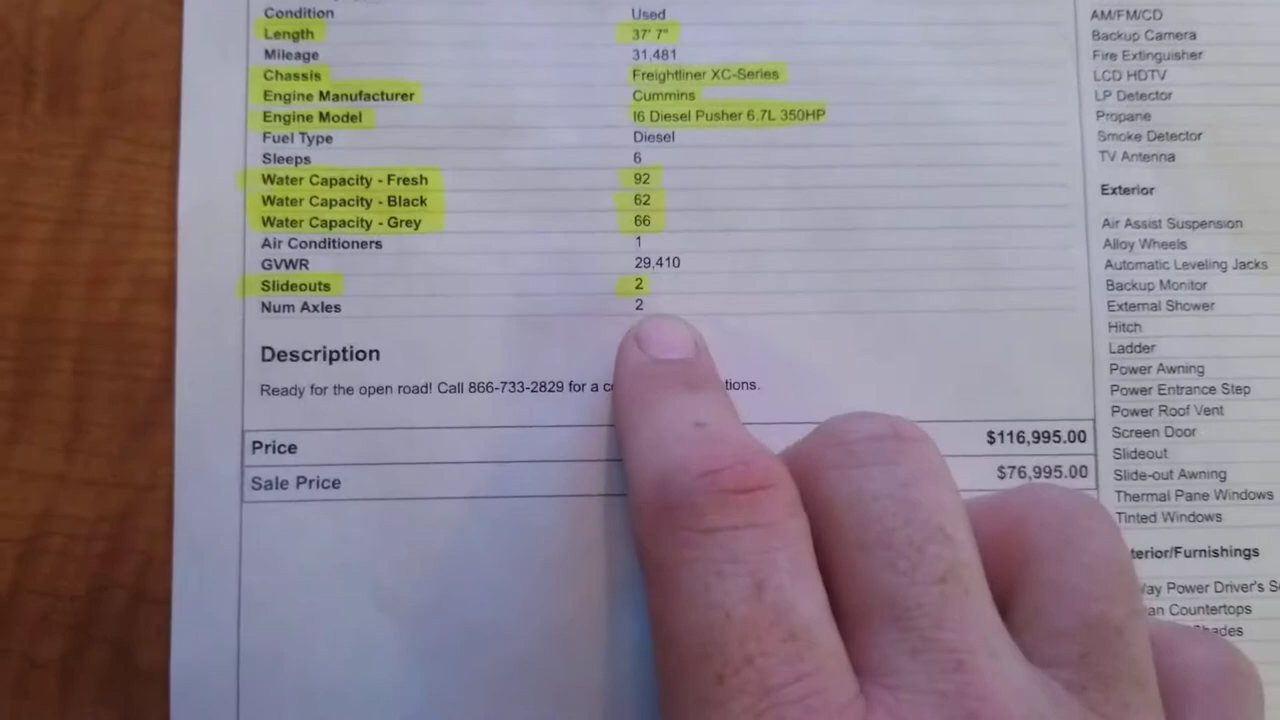 Condition Used
Length 37' 7"
Mileage 31,481
Chassis Freightliner XC-Series
Engine Manufacturer Cummins
Engine Model I6 Diesel Pusher 6.7L 350HP
Fuel Type Diesel
Sleeps 6
Water Capacity - Fresh 92
Water Capacity - Black 62
Water Capacity - Grey 66
Air Conditioners 1
GVWR 29,410
Slideouts 2
Num Axles 2
Description
Ready for the open road! Call 866-733-2829 for a
Price $116,995.00
Sale Price $76,995.00
AM/FM/CD
Backup Camera
Fire Extinguisher
LCD HDTV
LP Detector
Propane
Smoke Detector
TV Antenna
Exterior
Air Assist Suspension
Alloy Wheels
Automatic Leveling Jacks
Backup Monitor
External Shower
Hitch
Ladder
Power Awning
Power Entrance Step
Power Roof Vent
Screen Door
Slideout
Slide-out Awning
Thermal Pane Windows
Tinted Windows
terior/Furnishings
Way Power Driver's S
an Countertops
hades